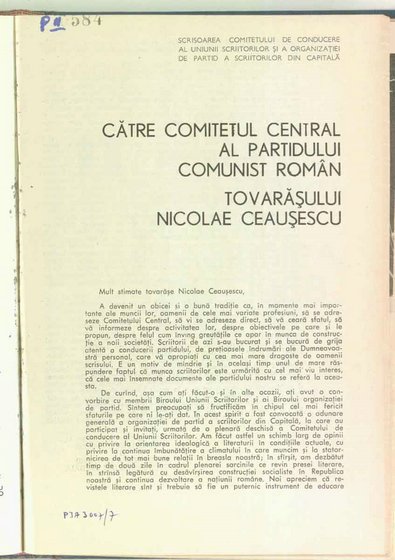 P II 584
SCRISOAREA COMITETULUI DE CONDUCERE
AL UNIUNII SCRIITORILOR ȘI A ORGANIZAȚIEI
DE PARTID A SCRIITORILOR DIN CAPITALĂ
CĂTRE COMITETUL CENTRAL
AL PARTIDULUI
COMUNIST ROMÂN
TOVARĂȘULUI
NICOLAE CEAUȘESCU
Mult stimate tovarășe Nicolae Ceaușescu,
A devenit un obicei și a bună tradiție ca, în momente mai impor-
tante ale muncii lor, oamenii de cele mai variate profesiuni, să se adre-
seze Comitetului Central, să vi se adreseze direct, să vă ceară sfatul, să
vă informeze despre activitatea lor, despre obiectivele pe care și le
propun, despre felul cum înving greutățile ce apar în munca de construc-
ție a noii societăți. Scriitorii de azi s-au bucurat și se bucură de grija
atentă a conducerii partidului, de prețioasele îndrumări ale Dumneavoa-
stră personal, care vă apropiați cu cea mai mare dragoste de oamenii
scrisului. E un motiv de mîndrie și în același timp unul de mare răs-
pundere faptul că munca scriitorilor este urmărită cu cel mai viu interes,
că cele mai însemnate documente ale partidului nostru se referă la acea-
sta.
De curînd, așa cum ați făcut-o și în alte ocazii, ați avut o con-
vorbire cu membrii Biroului Uniunii Scriitorilor și ai Biroului organizației
de partid. Sîntem preocupați să fructificăm în chipul cel mai fericit
sfaturile pe care ni le-ați dat. În acest spirit a fost convocată o adunare
generală a organizației de partid a scriitorilor din Capitală, la care au
participat și invitați, urmată de a plenară deschisă a Comitetului de
conducere al Uniunii Scriitorilor. Am făcut astfel un schimb larg de opinii
cu privire la orientarea ideologică a literaturii în condițiile actuale, cu
privire la continua îmbunătățire a climatului în care muncim și la statar-
nicirea de tot mai bune relații în breasla noastră; în sfîrșit, am dezbătut
timp de două zile în cadrul plenarei sarcinile ce revin presei literare,
în strînsă legătură cu desăvîrșirea construcției socialiste în Republica
noastră și continua dezvoltare a națiunii române. Noi apreciem că re-
vistele literare sînt și trebuie să fie un puternic instrument de educare
P3A3007/7